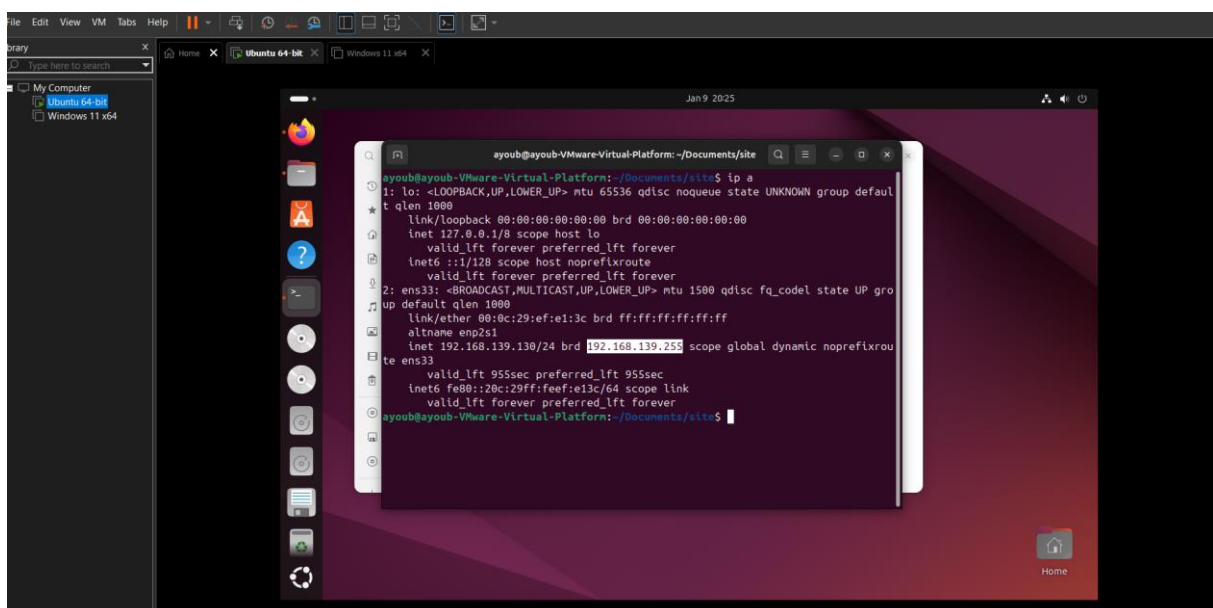 File Edit View VM Tabs Help
brary X
Type here to search
My Computer
Ubuntu 64-bit
Windows 11 x64
Home X Ubuntu 64-bit X Windows 11 x64 X
Jan 9 20:25
ayoub@ayoub-VMware-Virtual-Platform: ~/Documents/site
ayoub@ayoub-VMware-Virtual-Platform:~/Documents/site$ ip a
1: lo: <LOOPBACK,UP,LOWER_UP> mtu 65536 qdisc noqueue state UNKNOWN group defaul
t qlen 1000
link/loopback 00:00:00:00:00:00 brd 00:00:00:00:00:00
inet 127.0.0.1/8 scope host lo
valid_lft forever preferred_lft forever
inet6 ::1/128 scope host noprefixroute
valid_lft forever preferred_lft forever
2: ens33: <BROADCAST,MULTICAST,UP,LOWER_UP> mtu 1500 qdisc fq_codel state UP gro
up default qlen 1000
link/ether 00:0c:29:ef:e1:3c brd ff:ff:ff:ff:ff:ff
altname enp2s1
inet 192.168.139.130/24 brd 192.168.139.255 scope global dynamic noprefixrou
te ens33
valid_lft 955sec preferred_lft 955sec
inet6 fe80::20c:29ff:feef:e13c/64 scope link
valid_lft forever preferred_lft forever
ayoub@ayoub-VMware-Virtual-Platform:~/Documents/site$
Home